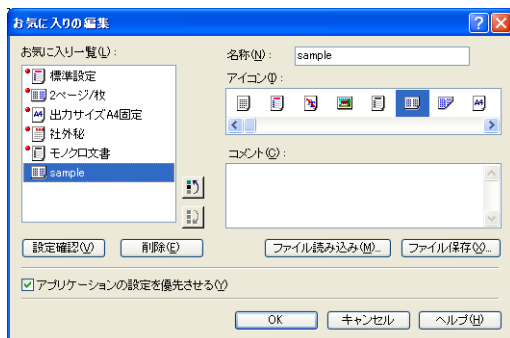 お気に入りの編集
お気に入り一覧(L):
名称(N): sample
標準設定
アイコン(I):
2ページ/枚
出力サイズA4固定
社外秘
モノクロ文書
sample
コメント(C):
設定確認(V) 削除(E) ファイル読み込み(M)... ファイル保存(X)...
アプリケーションの設定を優先させる(Y)
OK キャンセル ヘルプ(H)